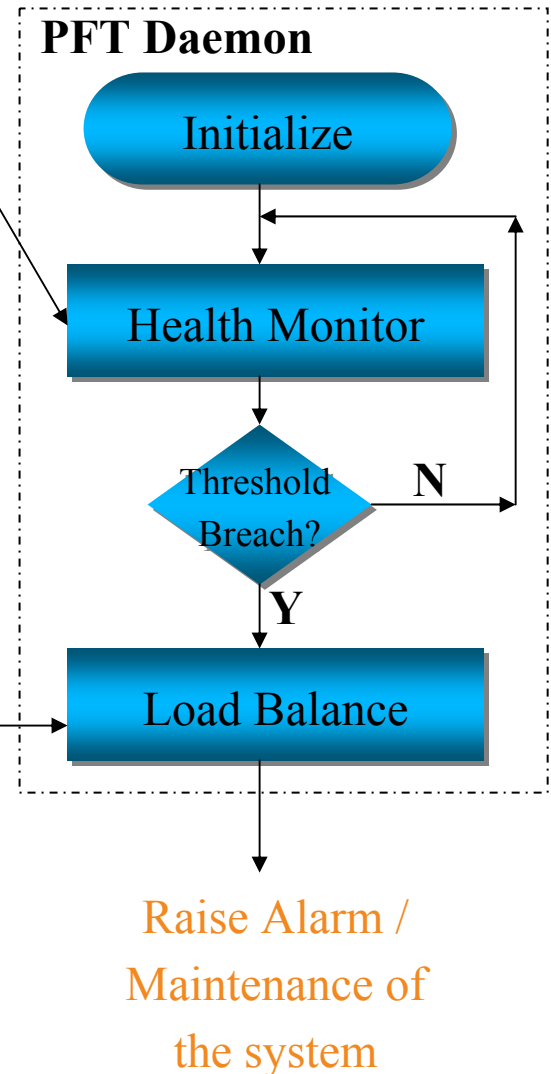 PFT Daemon
Initialize
Health Monitor
Threshold
Breach?
N
Y
Load Balance
Raise Alarm /
Maintenance of
the system